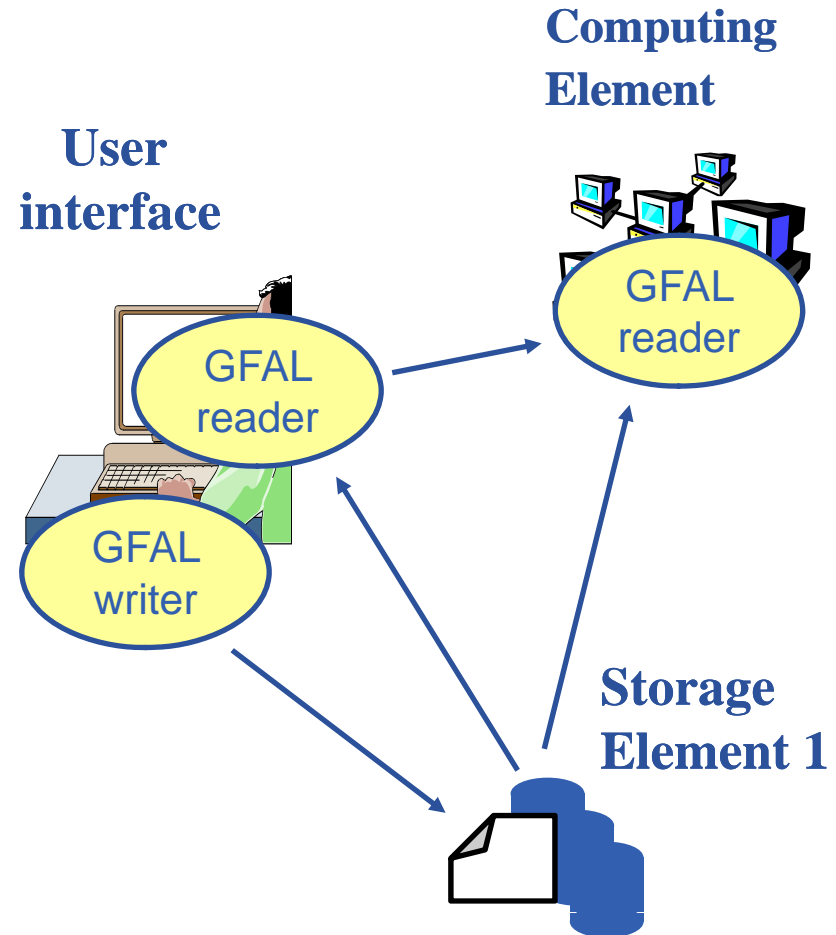 Computing
Element
User
interface
GFAL
reader
GFAL
reader
GFAL
writer
Storage
Element 1